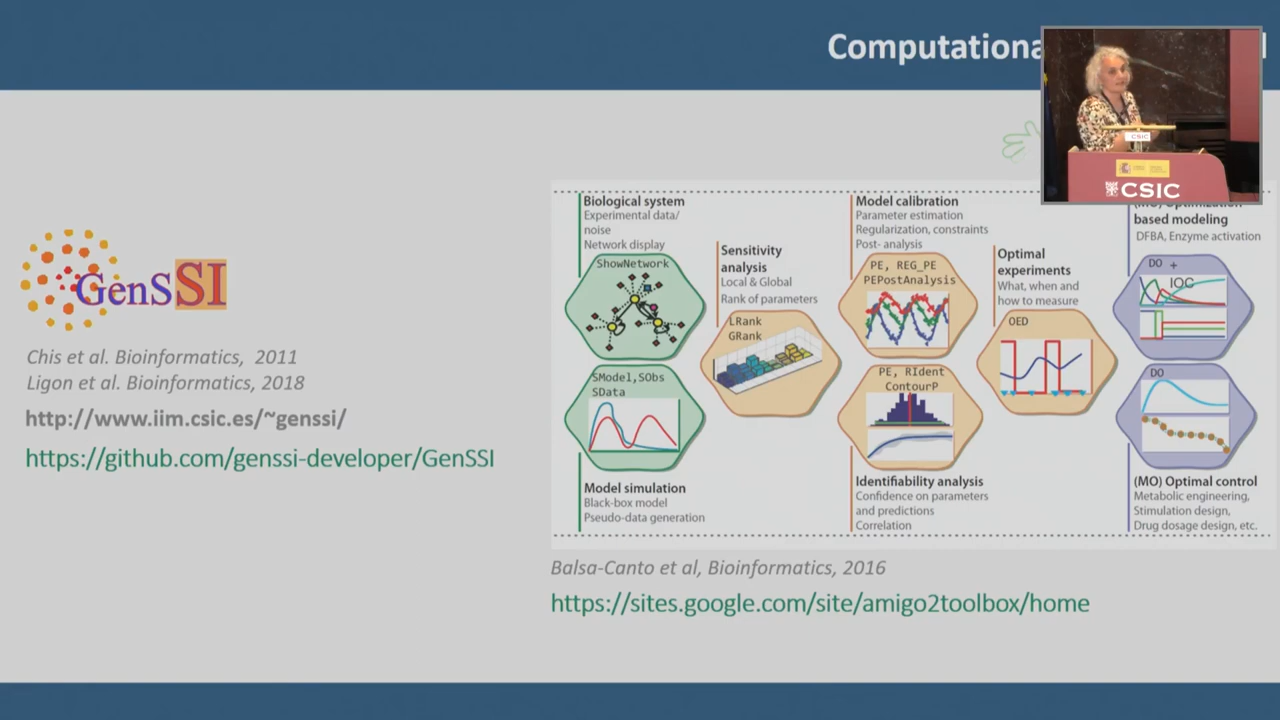 Computationa
CSIC
CSIC
GenSSI
Chis et al. Bioinformatics, 2011
Ligon et al. Bioinformatics, 2018
http://www.iim.csic.es/~genssi/
https://github.com/genssi-developer/GenSSI
Biological system
Experimental data/
noise
Network display
ShowNetwork
SModel,SObs
SData
Model simulation
Black-box model
Pseudo-data generation
Sensitivity
analysis
Local & Global
Rank of parameters
LRank
GRank
Model calibration
Parameter estimation
Regularization, constraints
Post- analysis
PE, REG_PE
PEPostAnalysis
PE, RIdent
ContourP
Identifiability analysis
Confidence on parameters
and predictions
Correlation
Optimal
experiments
What, when and
how to measure
OED
(MO) Optimization
based modeling
DFBA, Enzyme activation
DO +
IOC
DO
(MO) Optimal control
Metabolic engineering,
Stimulation design,
Drug dosage design, etc.
Balsa-Canto et al, Bioinformatics, 2016
https://sites.google.com/site/amigo2toolbox/home